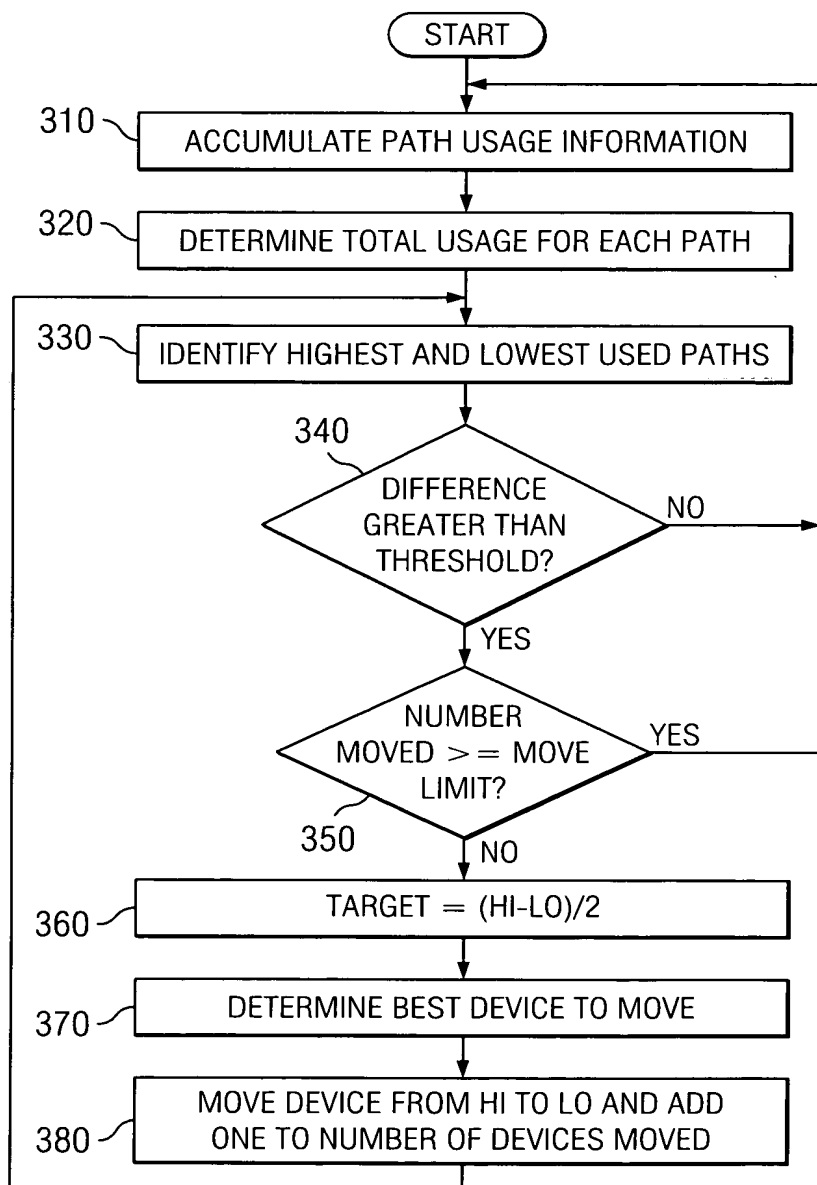 START
310
ACCUMULATE PATH USAGE INFORMATION
320
DETERMINE TOTAL USAGE FOR EACH PATH
330
IDENTIFY HIGHEST AND LOWEST USED PATHS
340
DIFFERENCE
GREATER THAN
THRESHOLD?
NO
YES
NUMBER
MOVED >= MOVE
LIMIT?
YES
350
NO
360
TARGET = (HI-LO)/2
370
DETERMINE BEST DEVICE TO MOVE
380
MOVE DEVICE FROM HI TO LO AND ADD
ONE TO NUMBER OF DEVICES MOVED